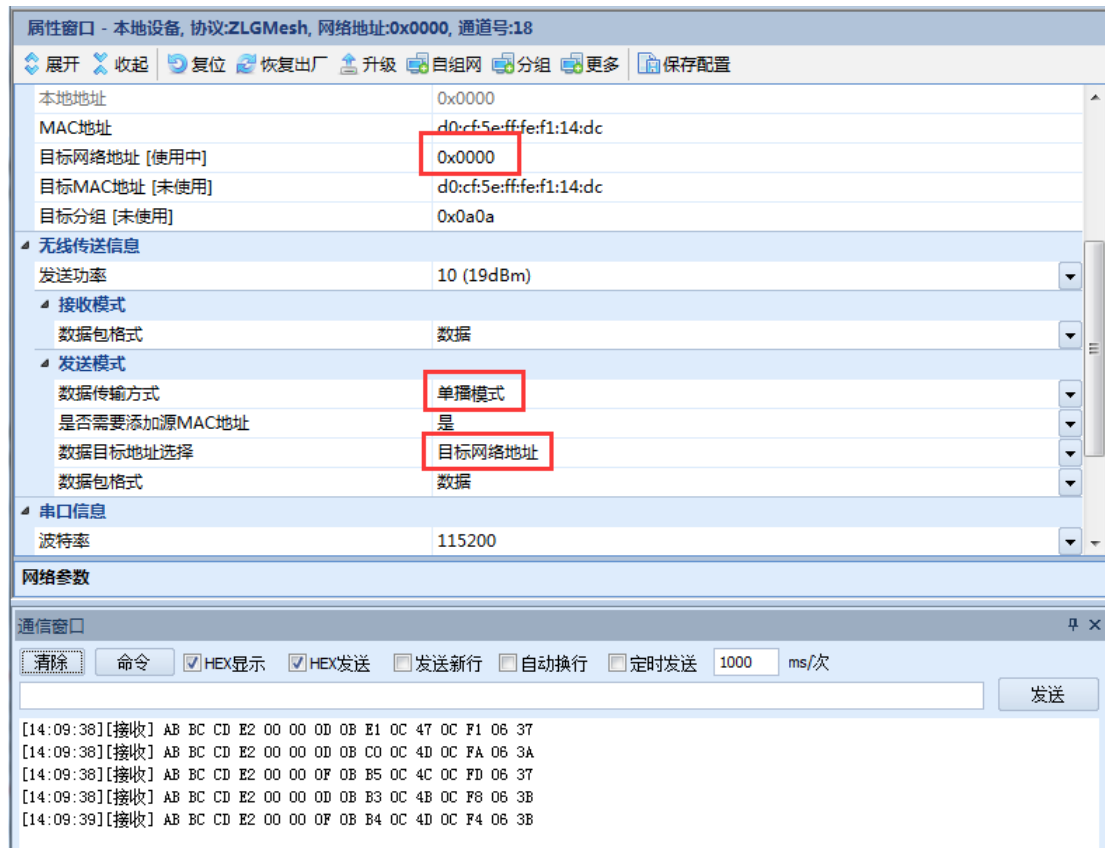 属性窗口 - 本地设备, 协议:ZLGMesh, 网络地址:0x0000, 通道号:18
展开 收起 复位 恢复出厂 升级 自组网 分组 更多 保存配置
本地地址 0x0000
MAC地址 d0:cf:5e:ff:fe:f1:14:dc
目标网络地址 [使用中] 0x0000
目标MAC地址 [未使用] d0:cf:5e:ff:fe:f1:14:dc
目标分组 [未使用] 0x0a0a
无线传送信息
发送功率 10 (19dBm)
接收模式
数据包格式 数据
发送模式
数据传输方式 单播模式
是否需要添加源MAC地址 是
数据目标地址选择 目标网络地址
数据包格式 数据
串口信息
波特率 115200
网络参数
通信窗口
清除 命令 HEX显示 HEX发送 发送新行 自动换行 定时发送 1000 ms/次
发送
[14:09:38][接收] AB BC CD E2 00 00 0D 0B E1 0C 47 0C F1 06 37
[14:09:38][接收] AB BC CD E2 00 00 0D 0B C0 0C 4D 0C FA 06 3A
[14:09:38][接收] AB BC CD E2 00 00 0F 0B B5 0C 4C 0C FD 06 37
[14:09:38][接收] AB BC CD E2 00 00 0D 0B B3 0C 4B 0C F8 06 3B
[14:09:39][接收] AB BC CD E2 00 00 0F 0B B4 0C 4D 0C F4 06 3B